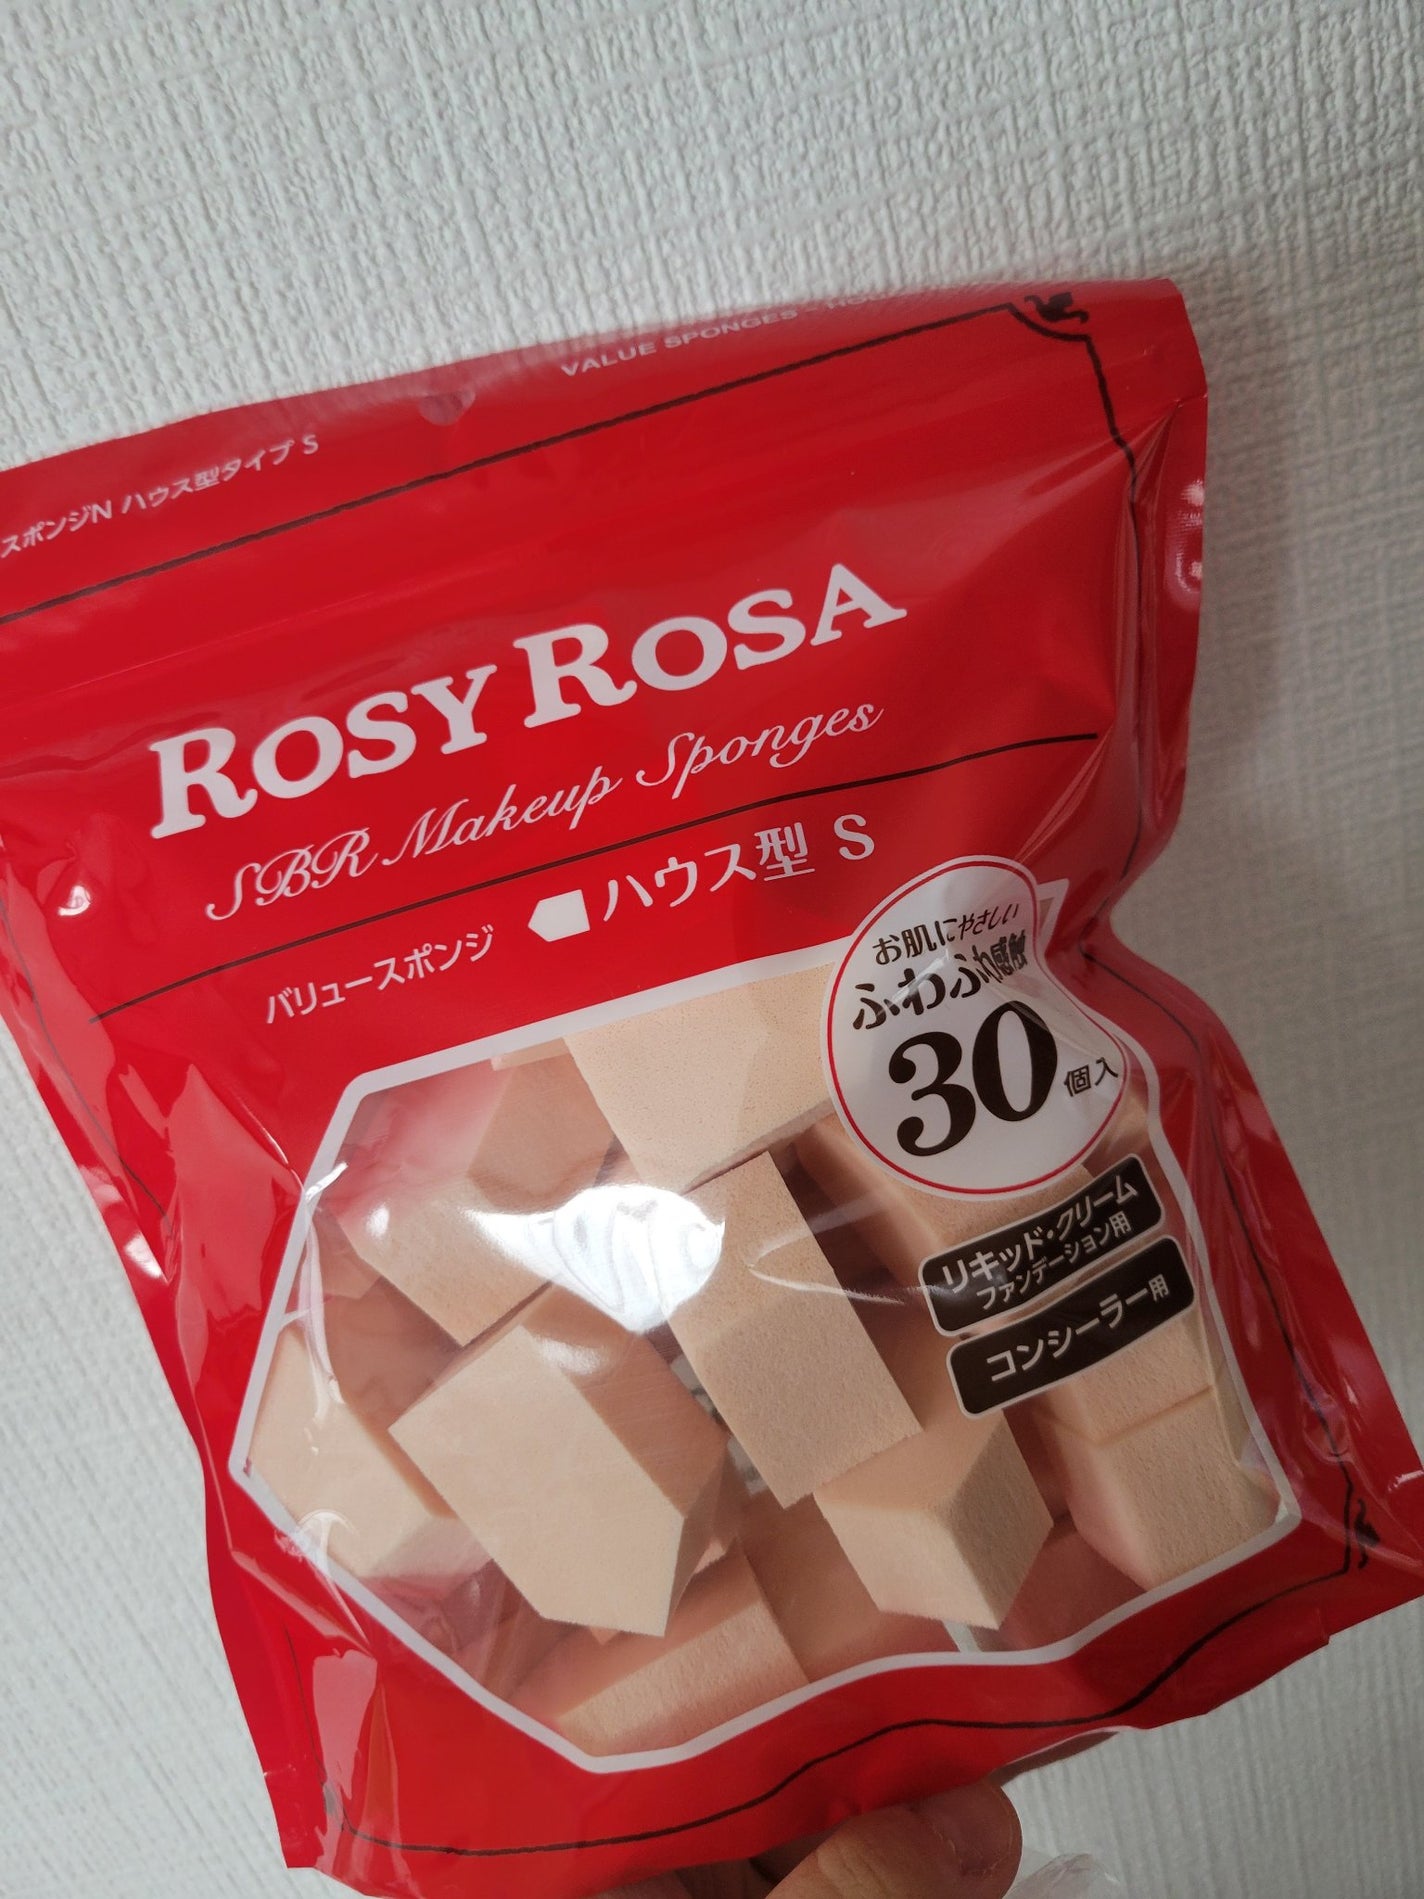 スポンジN ハウス型タイプ S
VALUE SPONGES
ROSY ROSA
SBR Makeup Sponges
バリュースポンジ ハウス型 S
お肌にやさしい
ふわふわ感触
30個入
リキッド・クリーム
ファンデーション用
コンシーラー用